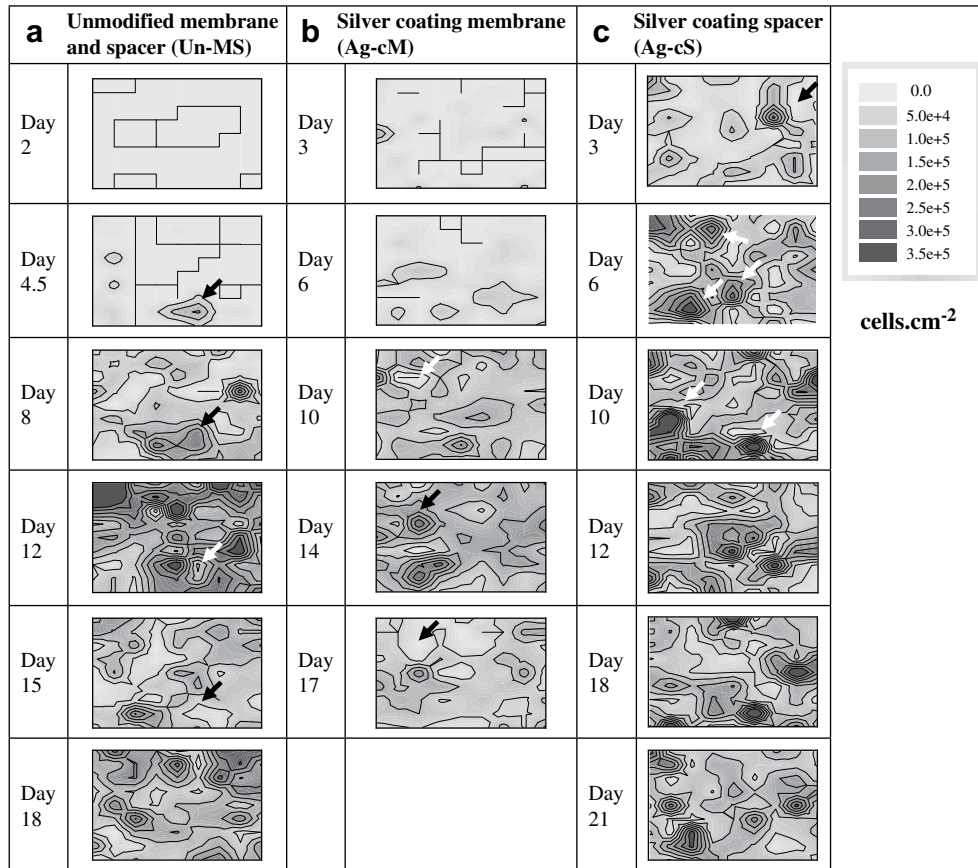 a Unmodified membrane and spacer (Un-MS)
b Silver coating membrane (Ag-cM)
c Silver coating spacer (Ag-cS)
Day 2
Day 3
Day 3
0.0
5.0e+4
1.0e+5
1.5e+5
2.0e+5
2.5e+5
3.0e+5
3.5e+5
cells.cm-2
Day 4.5
Day 6
Day 6
Day 8
Day 10
Day 10
Day 12
Day 14
Day 12
Day 15
Day 17
Day 18
Day 18
Day 21